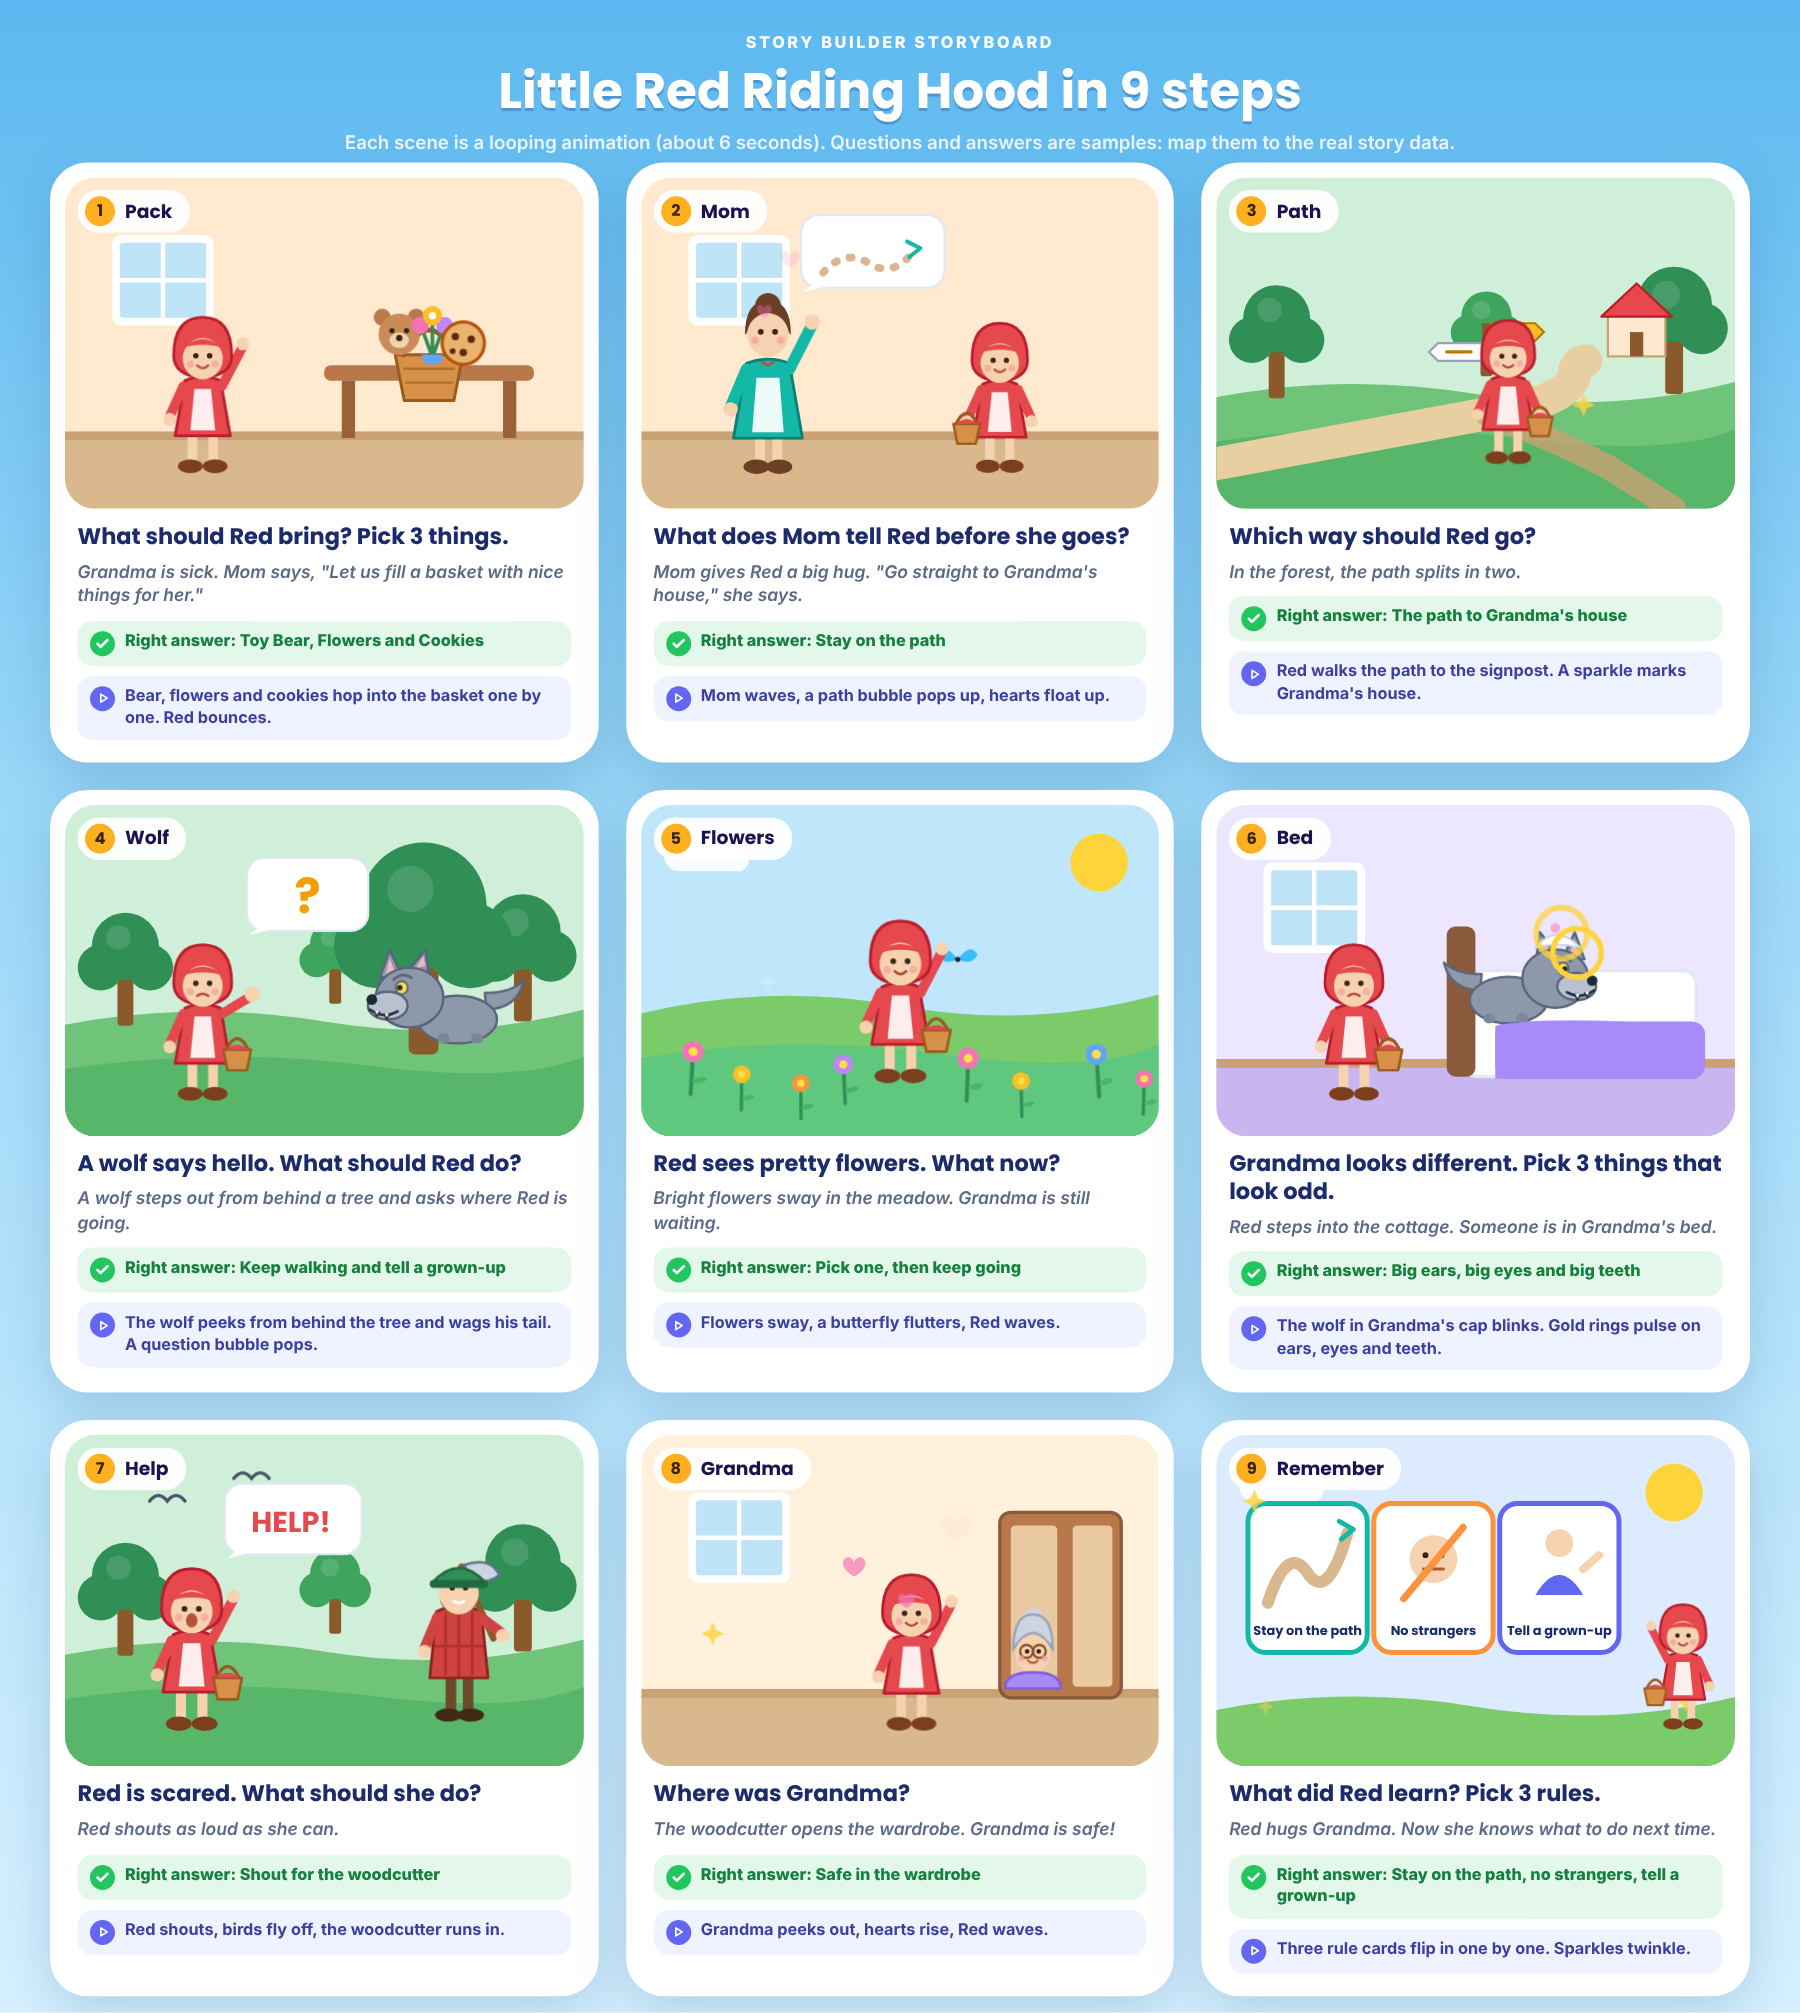 STORY BUILDER STORYBOARD
Little Red Riding Hood in 9 steps
Each scene is a looping animation (about 6 seconds). Questions and answers are samples: map them to the real story data.
1 Pack
What should Red bring? Pick 3 things.
Grandma is sick. Mom says, "Let us fill a basket with nice
things for her."
Right answer: Toy Bear, Flowers and Cookies
Bear, flowers and cookies hop into the basket one by
one. Red bounces.
2 Mom
What does Mom tell Red before she goes?
Mom gives Red a big hug. "Go straight to Grandma's
house," she says.
Right answer: Stay on the path
Mom waves, a path bubble pops up, hearts float up.
3 Path
Which way should Red go?
In the forest, the path splits in two.
Right answer: The path to Grandma's house
Red walks the path to the signpost. A sparkle marks
Grandma's house.
4 Wolf
?
A wolf says hello. What should Red do?
A wolf steps out from behind a tree and asks where Red is
going.
Right answer: Keep walking and tell a grown-up
The wolf peeks from behind the tree and wags his tail.
A question bubble pops.
5 Flowers
Red sees pretty flowers. What now?
Bright flowers sway in the meadow. Grandma is still
waiting.
Right answer: Pick one, then keep going
Flowers sway, a butterfly flutters, Red waves.
6 Bed
Grandma looks different. Pick 3 things that
look odd.
Red steps into the cottage. Someone is in Grandma's bed.
Right answer: Big ears, big eyes and big teeth
The wolf in Grandma's cap blinks. Gold rings pulse on
ears, eyes and teeth.
7 Help
HELP!
Red is scared. What should she do?
Red shouts as loud as she can.
Right answer: Shout for the woodcutter
Red shouts, birds fly off, the woodcutter runs in.
8 Grandma
Where was Grandma?
The woodcutter opens the wardrobe. Grandma is safe!
Right answer: Safe in the wardrobe
Grandma peeks out, hearts rise, Red waves.
9 Remember
Stay on the path
No strangers
Tell a grown-up
What did Red learn? Pick 3 rules.
Red hugs Grandma. Now she knows what to do next time.
Right answer: Stay on the path, no strangers, tell a
grown-up
Three rule cards flip in one by one. Sparkles twinkle.